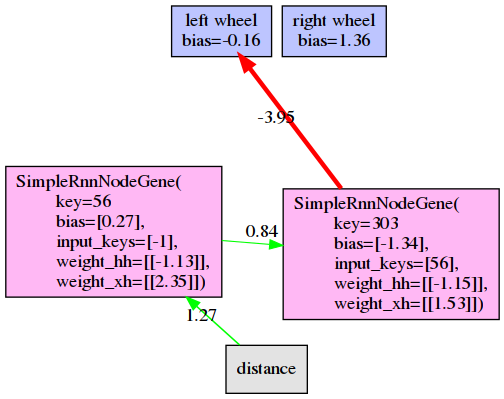 left wheel
bias=-0.16
right wheel
bias=1.36
-3.95
SimpleRnnNodeGene(
key=56
bias=[0.27],
input_keys=[-1],
weight_hh=[[-1.13]],
weight_xh=[[2.35]])
0.84
SimpleRnnNodeGene(
key=303
bias=[-1.34],
input_keys=[56],
weight_hh=[[-1.15]],
weight_xh=[[1.53]])
1.27
distance